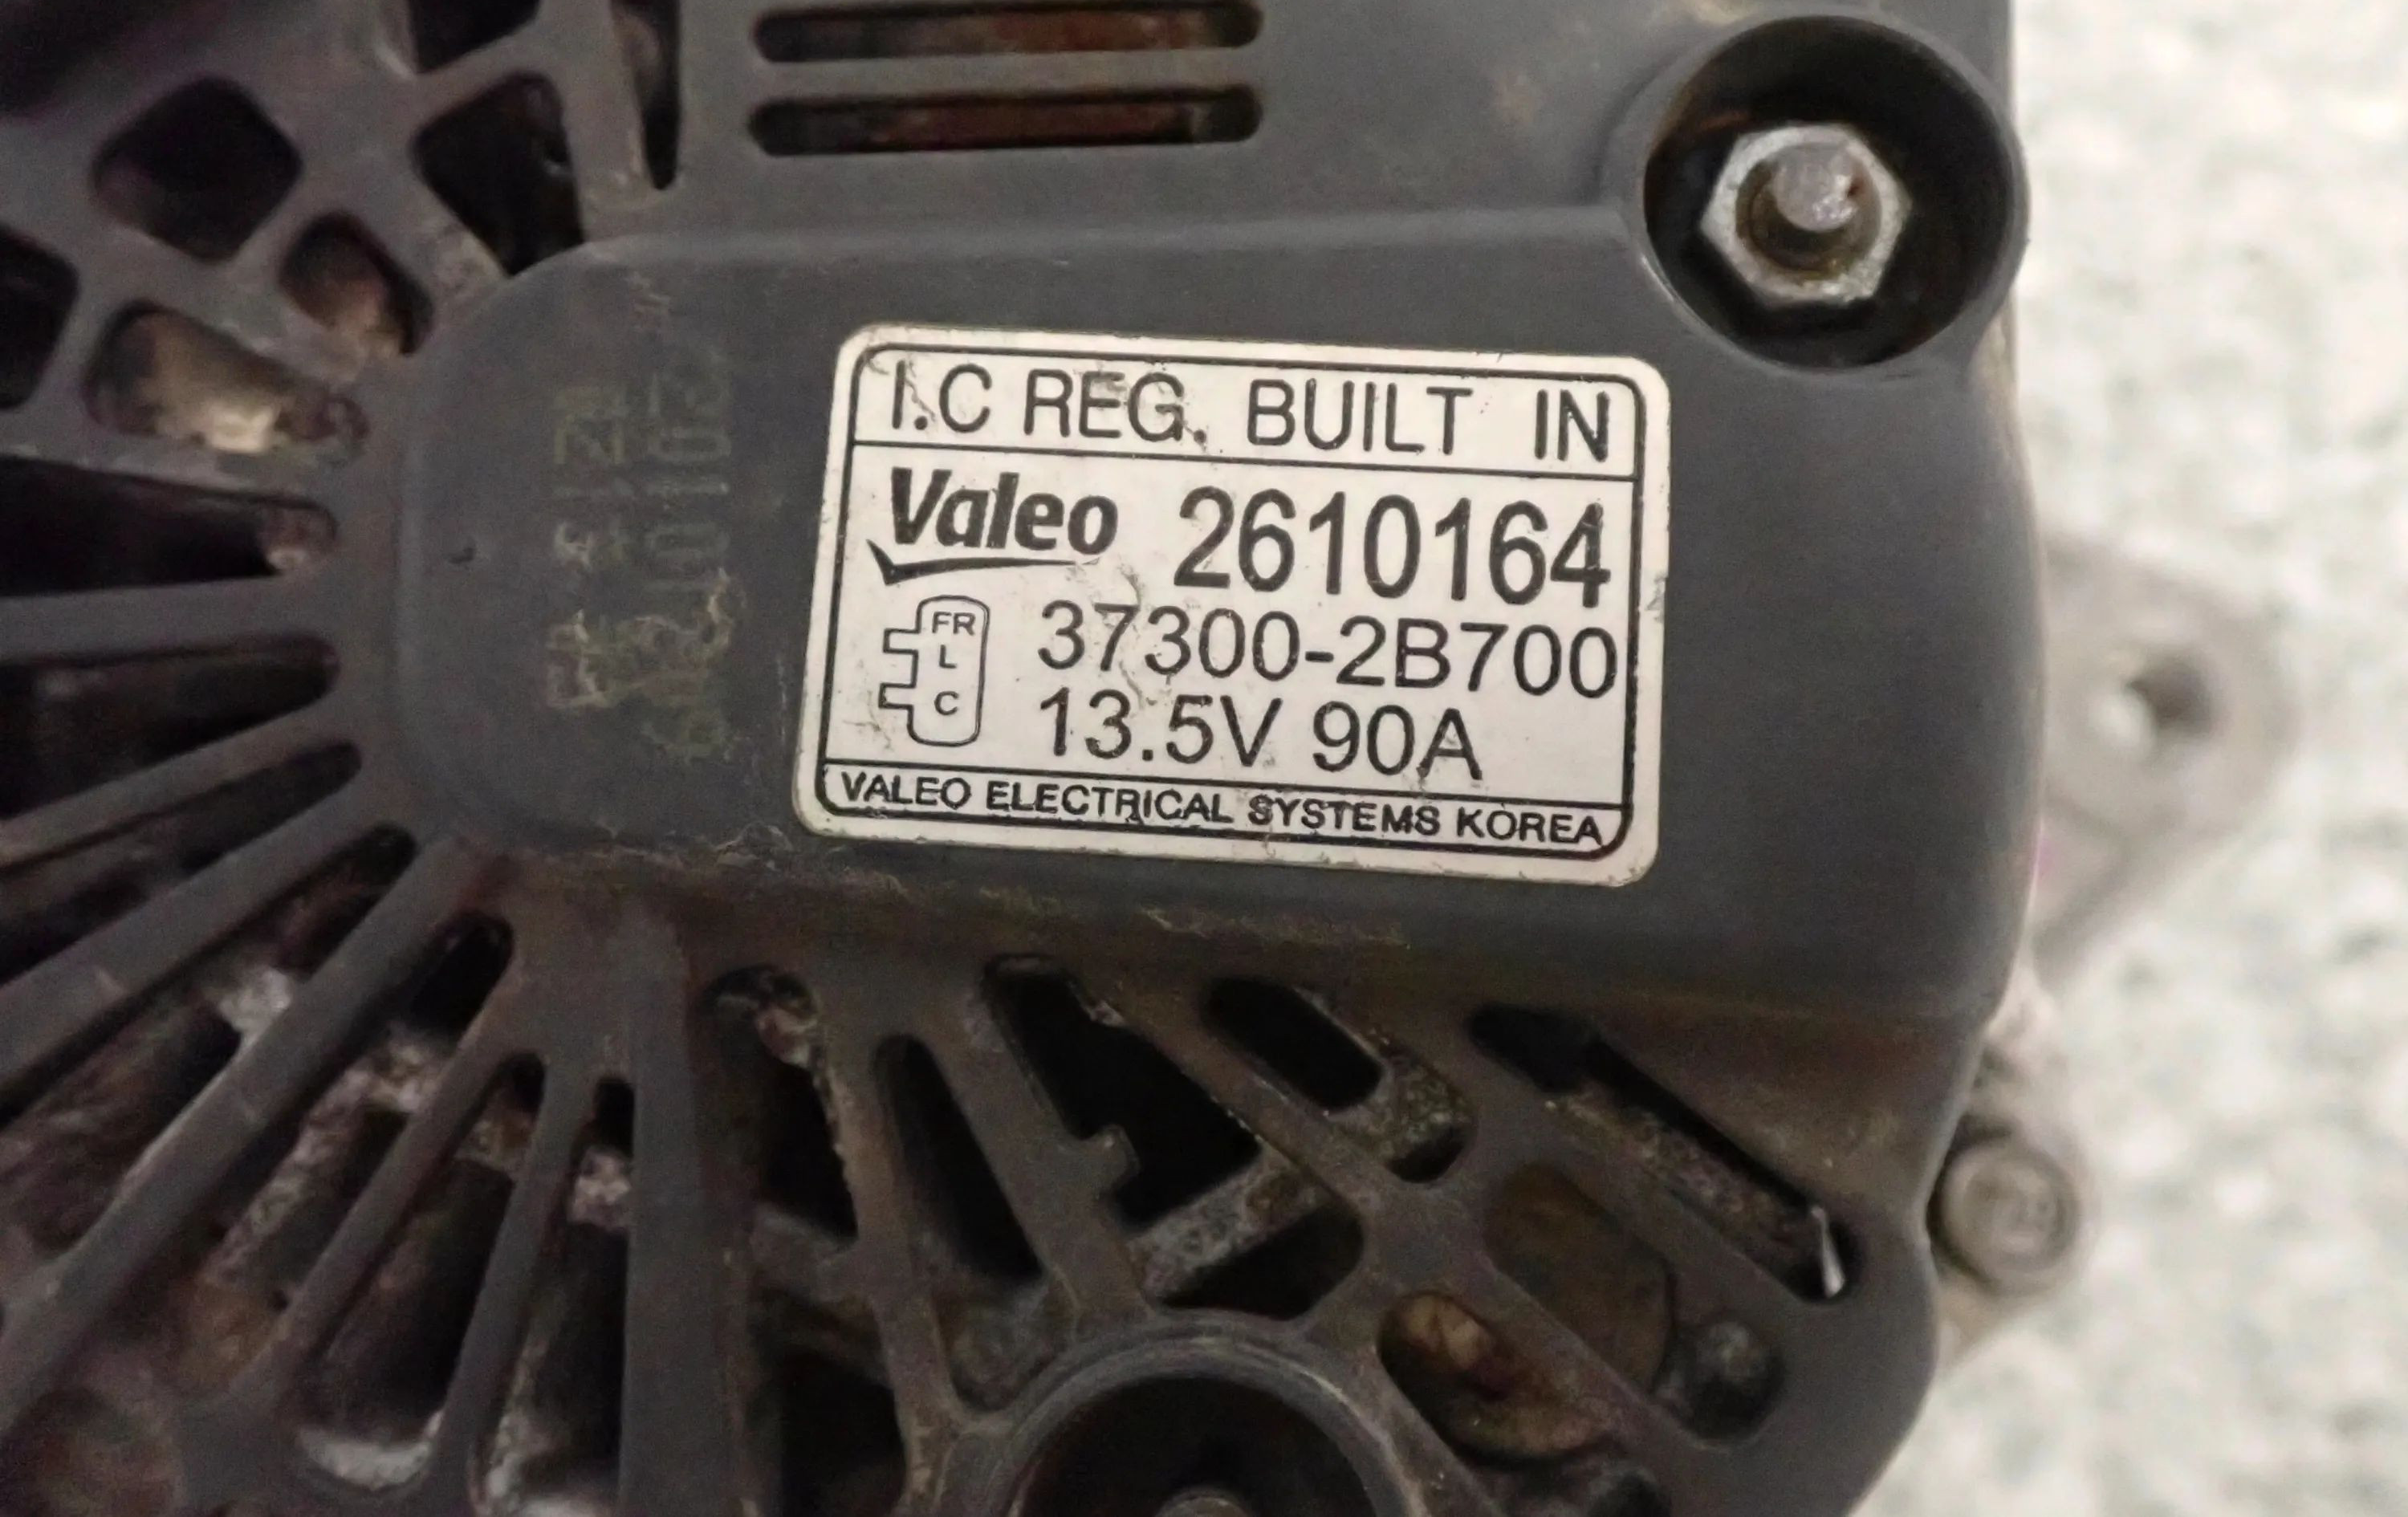 I.C REG. BUILT IN
Valeo 2610164
FR
L
C
37300-2B700
13.5V 90A
VALEO ELECTRICAL SYSTEMS KOREA